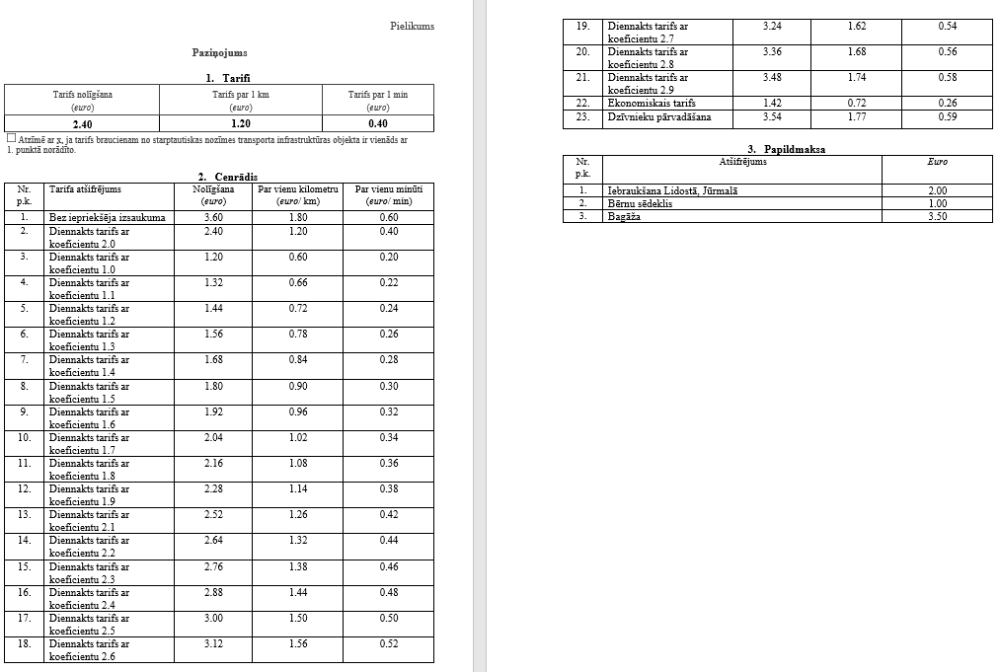 Pielikums
Paziņojums
1. Tarifi
Tarifs nolīgšana (euro) Tarifs par 1 km (euro) Tarifs par 1 min (euro)
2.40 1.20 0.40
☐ Atzīmē ar x, ja tarifs braucienam no starptautiskas nozīmes transporta infrastruktūras objekta ir vienāds ar
1. punktā norādīto.
2. Cenrādis
Nr. p.k. Tarifa atšifrējums Nolīgšana (euro) Par vienu kilometru (euro/ km) Par vienu minūti (euro/ min)
1. Bez iepriekšēja izsaukuma 3.60 1.80 0.60
2. Diennakts tarifs ar koeficientu 2.0 2.40 1.20 0.40
3. Diennakts tarifs ar koeficientu 1.0 1.20 0.60 0.20
4. Diennakts tarifs ar koeficientu 1.1 1.32 0.66 0.22
5. Diennakts tarifs ar koeficientu 1.2 1.44 0.72 0.24
6. Diennakts tarifs ar koeficientu 1.3 1.56 0.78 0.26
7. Diennakts tarifs ar koeficientu 1.4 1.68 0.84 0.28
8. Diennakts tarifs ar koeficientu 1.5 1.80 0.90 0.30
9. Diennakts tarifs ar koeficientu 1.6 1.92 0.96 0.32
10. Diennakts tarifs ar koeficientu 1.7 2.04 1.02 0.34
11. Diennakts tarifs ar koeficientu 1.8 2.16 1.08 0.36
12. Diennakts tarifs ar koeficientu 1.9 2.28 1.14 0.38
13. Diennakts tarifs ar koeficientu 2.1 2.52 1.26 0.42
14. Diennakts tarifs ar koeficientu 2.2 2.64 1.32 0.44
15. Diennakts tarifs ar koeficientu 2.3 2.76 1.38 0.46
16. Diennakts tarifs ar koeficientu 2.4 2.88 1.44 0.48
17. Diennakts tarifs ar koeficientu 2.5 3.00 1.50 0.50
18. Diennakts tarifs ar koeficientu 2.6 3.12 1.56 0.52
19. Diennakts tarifs ar koeficientu 2.7 3.24 1.62 0.54
20. Diennakts tarifs ar koeficientu 2.8 3.36 1.68 0.56
21. Diennakts tarifs ar koeficientu 2.9 3.48 1.74 0.58
22. Ekonomiskais tarifs 1.42 0.72 0.26
23. Dzīvnieku pārvadāšana 3.54 1.77 0.59
3. Papildmaksa
Nr. p.k. Atšifrējums Euro
1. Iebraukšana Lidostā, Jūrmalā 2.00
2. Bērnu sēdeklis 1.00
3. Bagāža 3.50